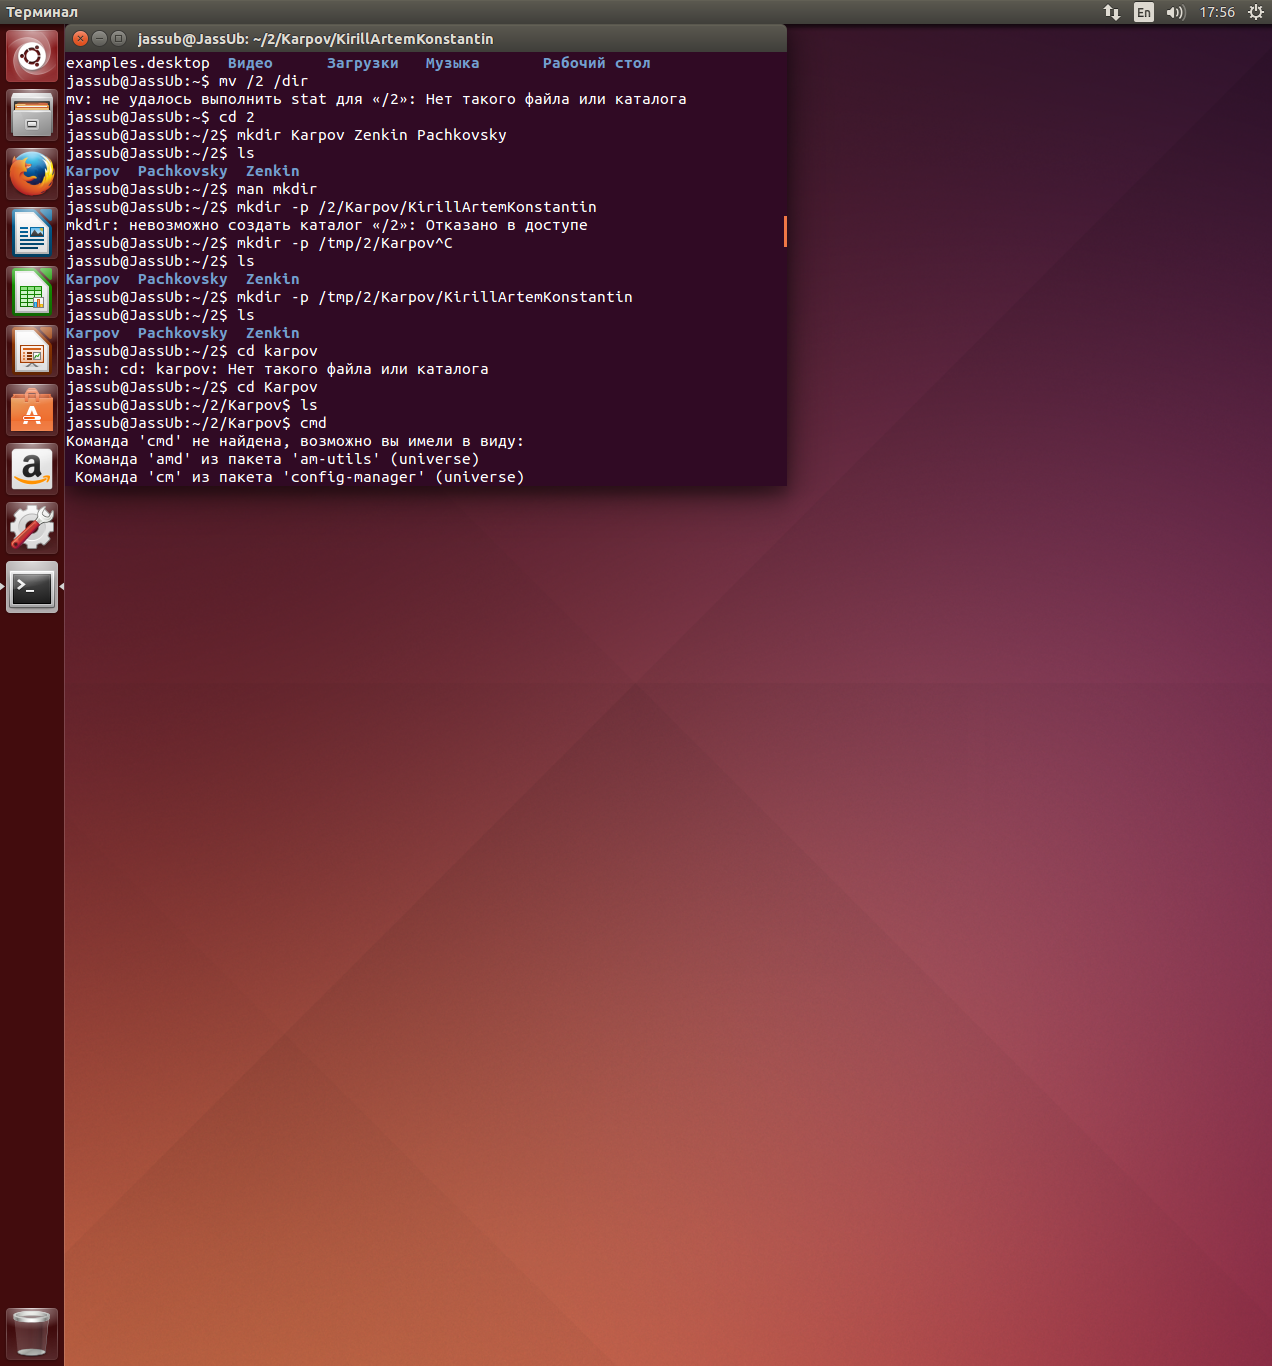 Терминал
En
17:56
jassub@JassUb: ~/2/Karpov/KirillArtemKonstantin
examples.desktop Видео Загрузки Музыка Рабочий стол
jassub@JassUb:~$ mv /2 /dir
mv: не удалось выполнить stat для «/2»: Нет такого файла или каталога
jassub@JassUb:~$ cd 2
jassub@JassUb:~/2$ mkdir Karpov Zenkin Pachkovsky
jassub@JassUb:~/2$ ls
Karpov Pachkovsky Zenkin
jassub@JassUb:~/2$ man mkdir
jassub@JassUb:~/2$ mkdir -p /2/Karpov/KirillArtemKonstantin
mkdir: невозможно создать каталог «/2»: Отказано в доступе
jassub@JassUb:~/2$ mkdir -p /tmp/2/Karpov^C
jassub@JassUb:~/2$ ls
Karpov Pachkovsky Zenkin
jassub@JassUb:~/2$ mkdir -p /tmp/2/Karpov/KirillArtemKonstantin
jassub@JassUb:~/2$ ls
Karpov Pachkovsky Zenkin
jassub@JassUb:~/2$ cd karpov
bash: cd: karpov: Нет такого файла или каталога
jassub@JassUb:~/2$ cd Karpov
jassub@JassUb:~/2/Karpov$ ls
jassub@JassUb:~/2/Karpov$ cmd
Команда 'cmd' не найдена, возможно вы имели в виду:
Команда 'amd' из пакета 'am-utils' (universe)
Команда 'cm' из пакета 'config-manager' (universe)